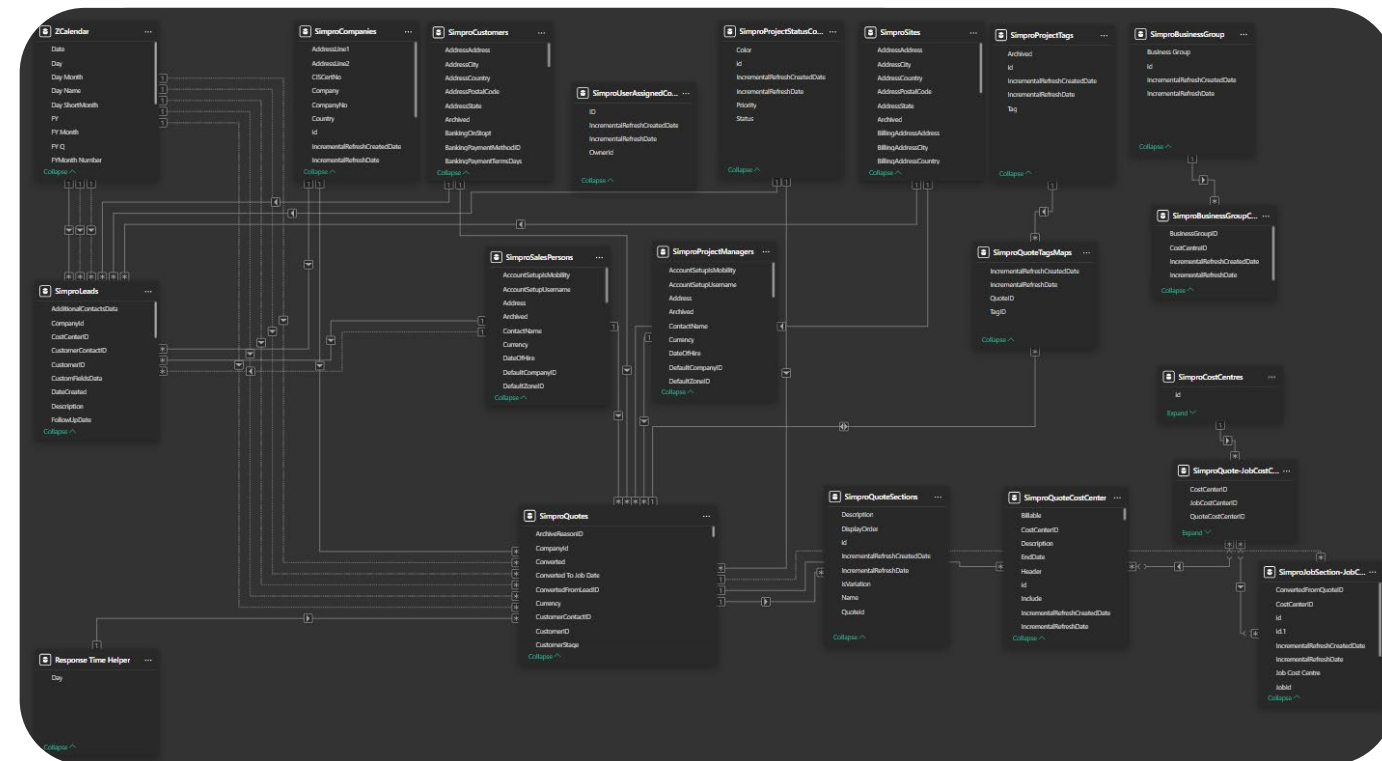 ZCalendar ...
Date
Day
Day Month
Day Name
Day ShortMonth
FY
FY Month
FY Q
FYMonth Number
Collapse
SimproCompanies ...
AddressLine1
AddressLine2
CISCertNo
Company
CompanyNo
Country
Id
IncrementalRefreshCreatedDate
IncrementalRefreshDate
Collapse
SimproCustomers ...
AddressAddress
AddressCity
AddressCountry
AddressPostalCode
AddressState
Archived
BankingOnStopt
BankingPaymentMethodID
BankingPaymentTermsDays
Collapse
SimproUserAssignedCo... ...
ID
IncrementalRefreshCreatedDate
IncrementalRefreshDate
OwnerId
Collapse
SimproProjectStatusCo... ...
Color
Id
IncrementalRefreshCreatedDate
IncrementalRefreshDate
Priority
Status
Collapse
SimproSites ...
AddressAddress
AddressCity
AddressCountry
AddressPostalCode
AddressState
Archived
BillingAddressAddress
BillingAddressCity
BillingAddressCountry
Collapse
SimproProjectTags ...
Archived
Id
IncrementalRefreshCreatedDate
IncrementalRefreshDate
Tag
Collapse
SimproBusinessGroup ...
Business Group
Id
IncrementalRefreshCreatedDate
IncrementalRefreshDate
Collapse
SimproBusinessGroupC... ...
BusinessGroupID
CostCentreID
IncrementalRefreshCreatedDate
IncrementalRefreshDate
Collapse
SimproLeads ...
AdditionalContactsData
CompanyId
CostCenterID
CustomerContactID
CustomerID
CustomFieldsData
DateCreated
Description
FollowUpDate
Collapse
SimproSalesPersons ...
AccountSetupIsMobility
AccountSetupUsername
Address
Archived
ContactName
Currency
DateOfHire
DefaultCompanyID
DefaultZoneID
Collapse
SimproProjectManagers ...
AccountSetupIsMobility
AccountSetupUsername
Address
Archived
ContactName
Currency
DateOfHire
DefaultCompanyID
DefaultZoneID
Collapse
SimproQuoteTagsMaps ...
IncrementalRefreshCreatedDate
IncrementalRefreshDate
QuoteID
TagID
Collapse
SimproCostCentres ...
Id
Expand
SimproQuote-JobCostC... ...
CostCenterID
JobCostCenterID
QuoteCostCenterID
Expand
SimproQuotes ...
ArchiveReasonID
CompanyId
Converted
Converted To Job Date
ConvertedFromLeadID
Currency
CustomerContactID
CustomerID
CustomerStage
Collapse
SimproQuoteSections ...
Description
DisplayOrder
Id
IncrementalRefreshCreatedDate
IncrementalRefreshDate
IsVariation
Name
QuoteId
Collapse
SimproQuoteCostCenter ...
Billable
CostCenterID
Description
EndDate
Header
Id
Include
IncrementalRefreshCreatedDate
IncrementalRefreshDate
Collapse
SimproJobSection-JobC... ...
ConvertedFromQuoteID
CostCenterID
Id
Id.1
IncrementalRefreshCreatedDate
IncrementalRefreshDate
Job Cost Centre
JobId
Collapse
Response Time Helper ...
Day
Collapse